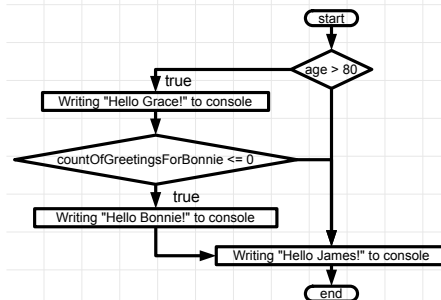 start
age > 80
true
Writing "Hello Grace!" to console
countOfGreetingsForBonnie <= 0
true
Writing "Hello Bonnie!" to console
Writing "Hello James!" to console
end